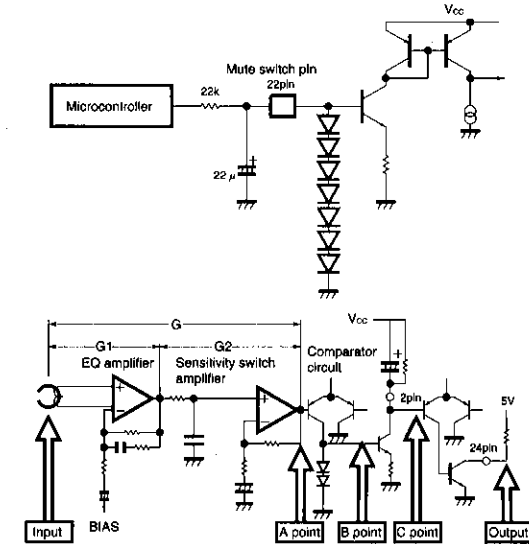 Vcc
Mute switch pin
22pin
22k
Microcontroller
+
22 μ
G
G1
G2
EQ amplifier
Sensitivity switch
amplifier
Comparator
circuit
Vcc
+
2pin
5V
24pin
+
−
+
−
BIAS
Input
A point
B point
C point
Output